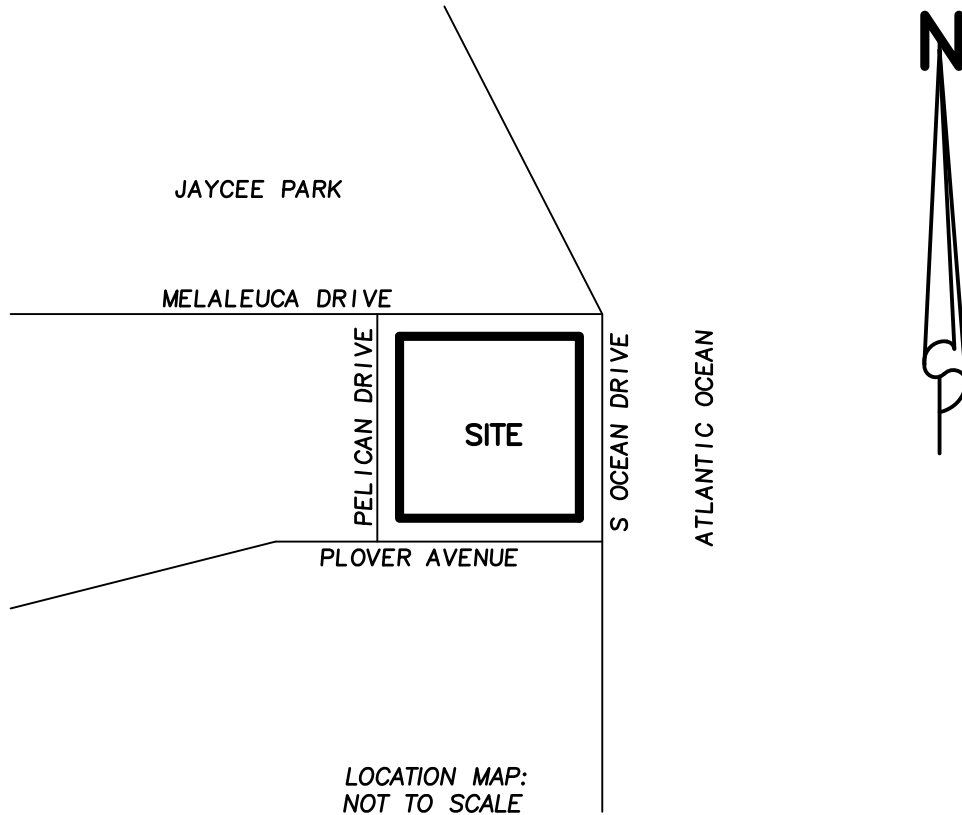 N
JAYCEE PARK
MELALEUCA DRIVE
PELICAN DRIVE
SITE
S OCEAN DRIVE
ATLANTIC OCEAN
PLOVER AVENUE
LOCATION MAP:
NOT TO SCALE